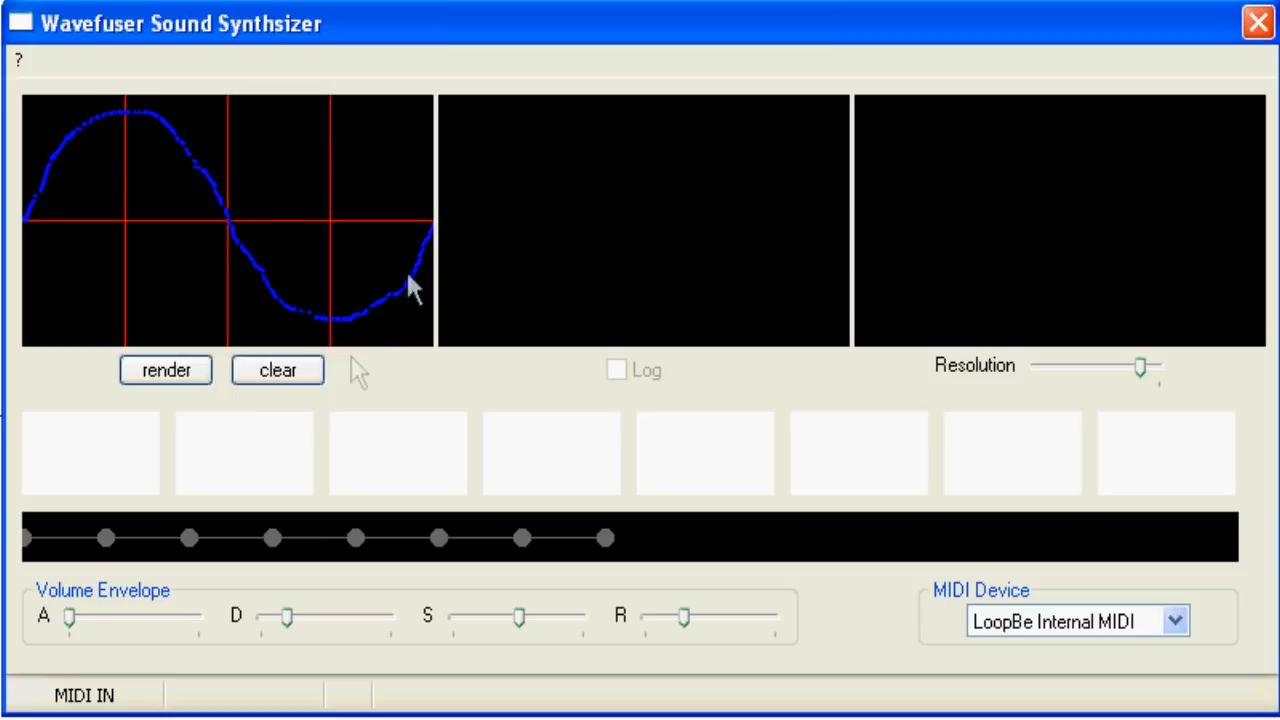 Wavefuser Sound Synthsizer
?
render
clear
Log
Resolution
Volume Envelope
A
D
S
R
MIDI Device
LoopBe Internal MIDI
MIDI IN